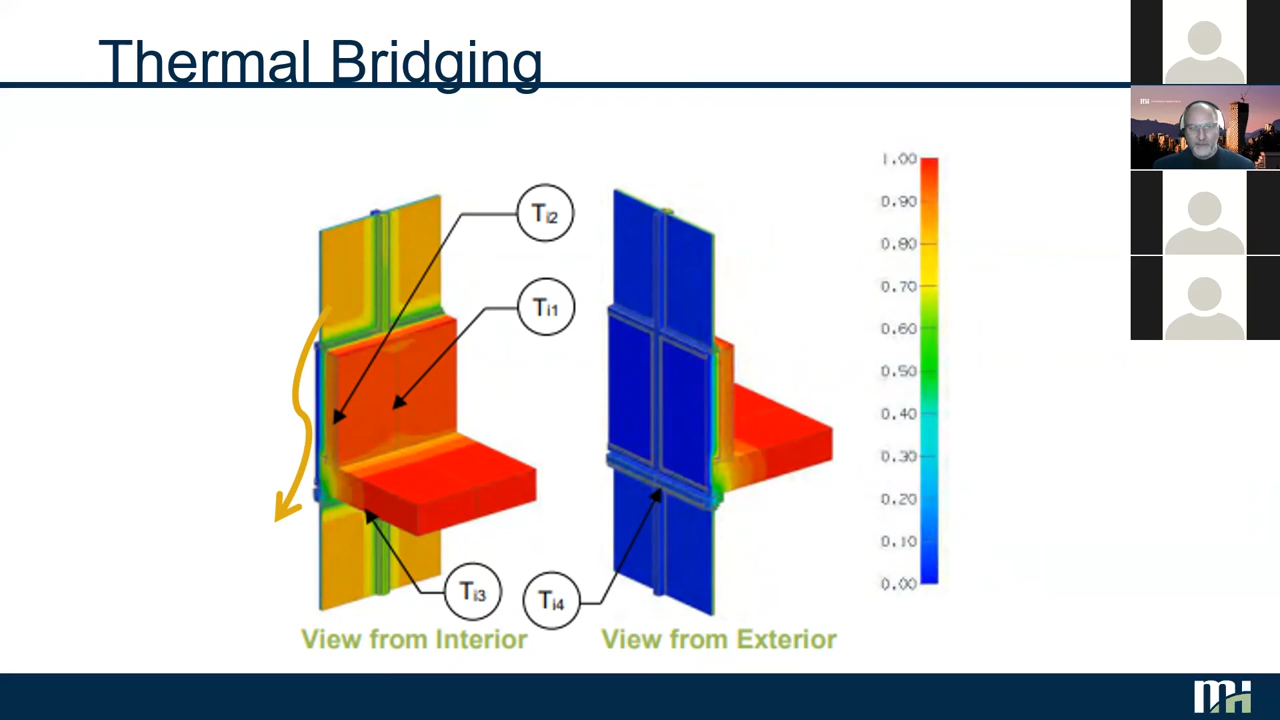 Thermal Bridging
Ti2
Ti1
Ti3
Ti4
View from Interior
View from Exterior
1.00
0.90
0.80
0.70
0.60
0.50
0.40
0.30
0.20
0.10
0.00
mh